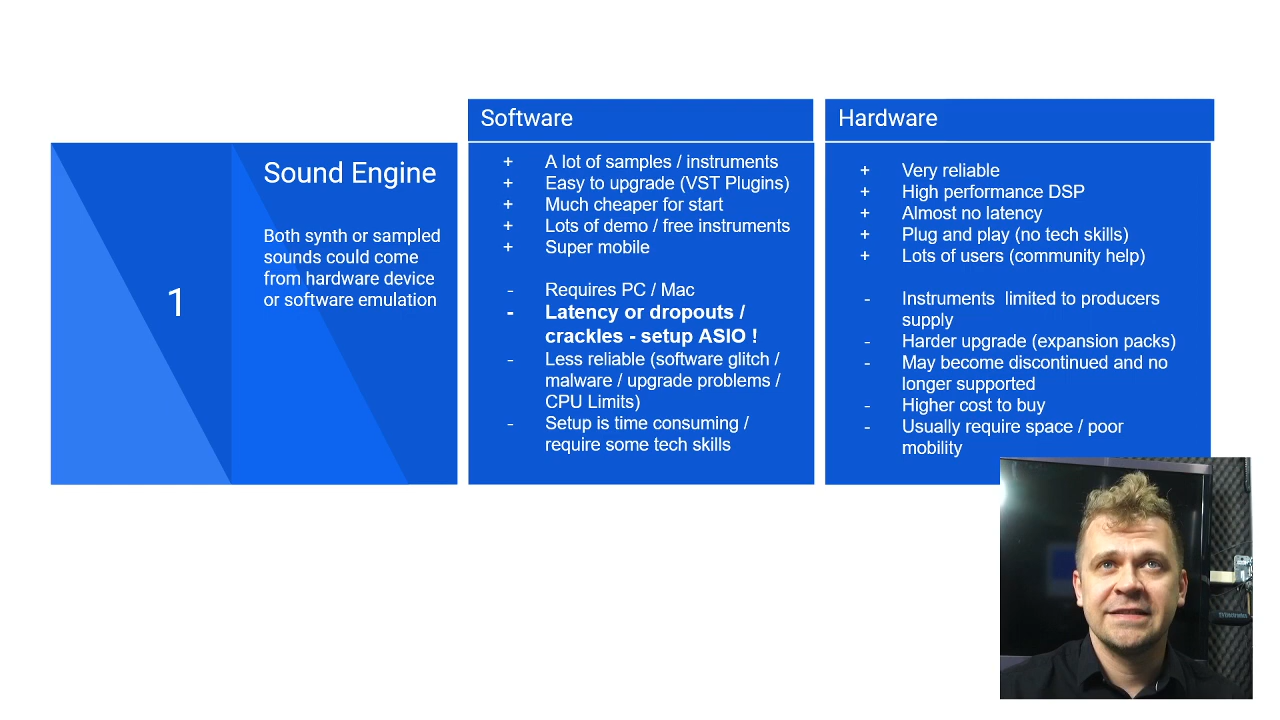 Software
Hardware
1
Sound Engine
Both synth or sampled
sounds could come
from hardware device
or software emulation
+ A lot of samples / instruments
+ Easy to upgrade (VST Plugins)
+ Much cheaper for start
+ Lots of demo / free instruments
+ Super mobile
- Requires PC / Mac
- Latency or dropouts /
crackles - setup ASIO !
- Less reliable (software glitch /
malware / upgrade problems /
CPU Limits)
- Setup is time consuming /
require some tech skills
+ Very reliable
+ High performance DSP
+ Almost no latency
+ Plug and play (no tech skills)
+ Lots of users (community help)
- Instruments  limited to producers
supply
- Harder upgrade (expansion packs)
- May become discontinued and no
longer supported
- Higher cost to buy
- Usually require space / poor
mobility